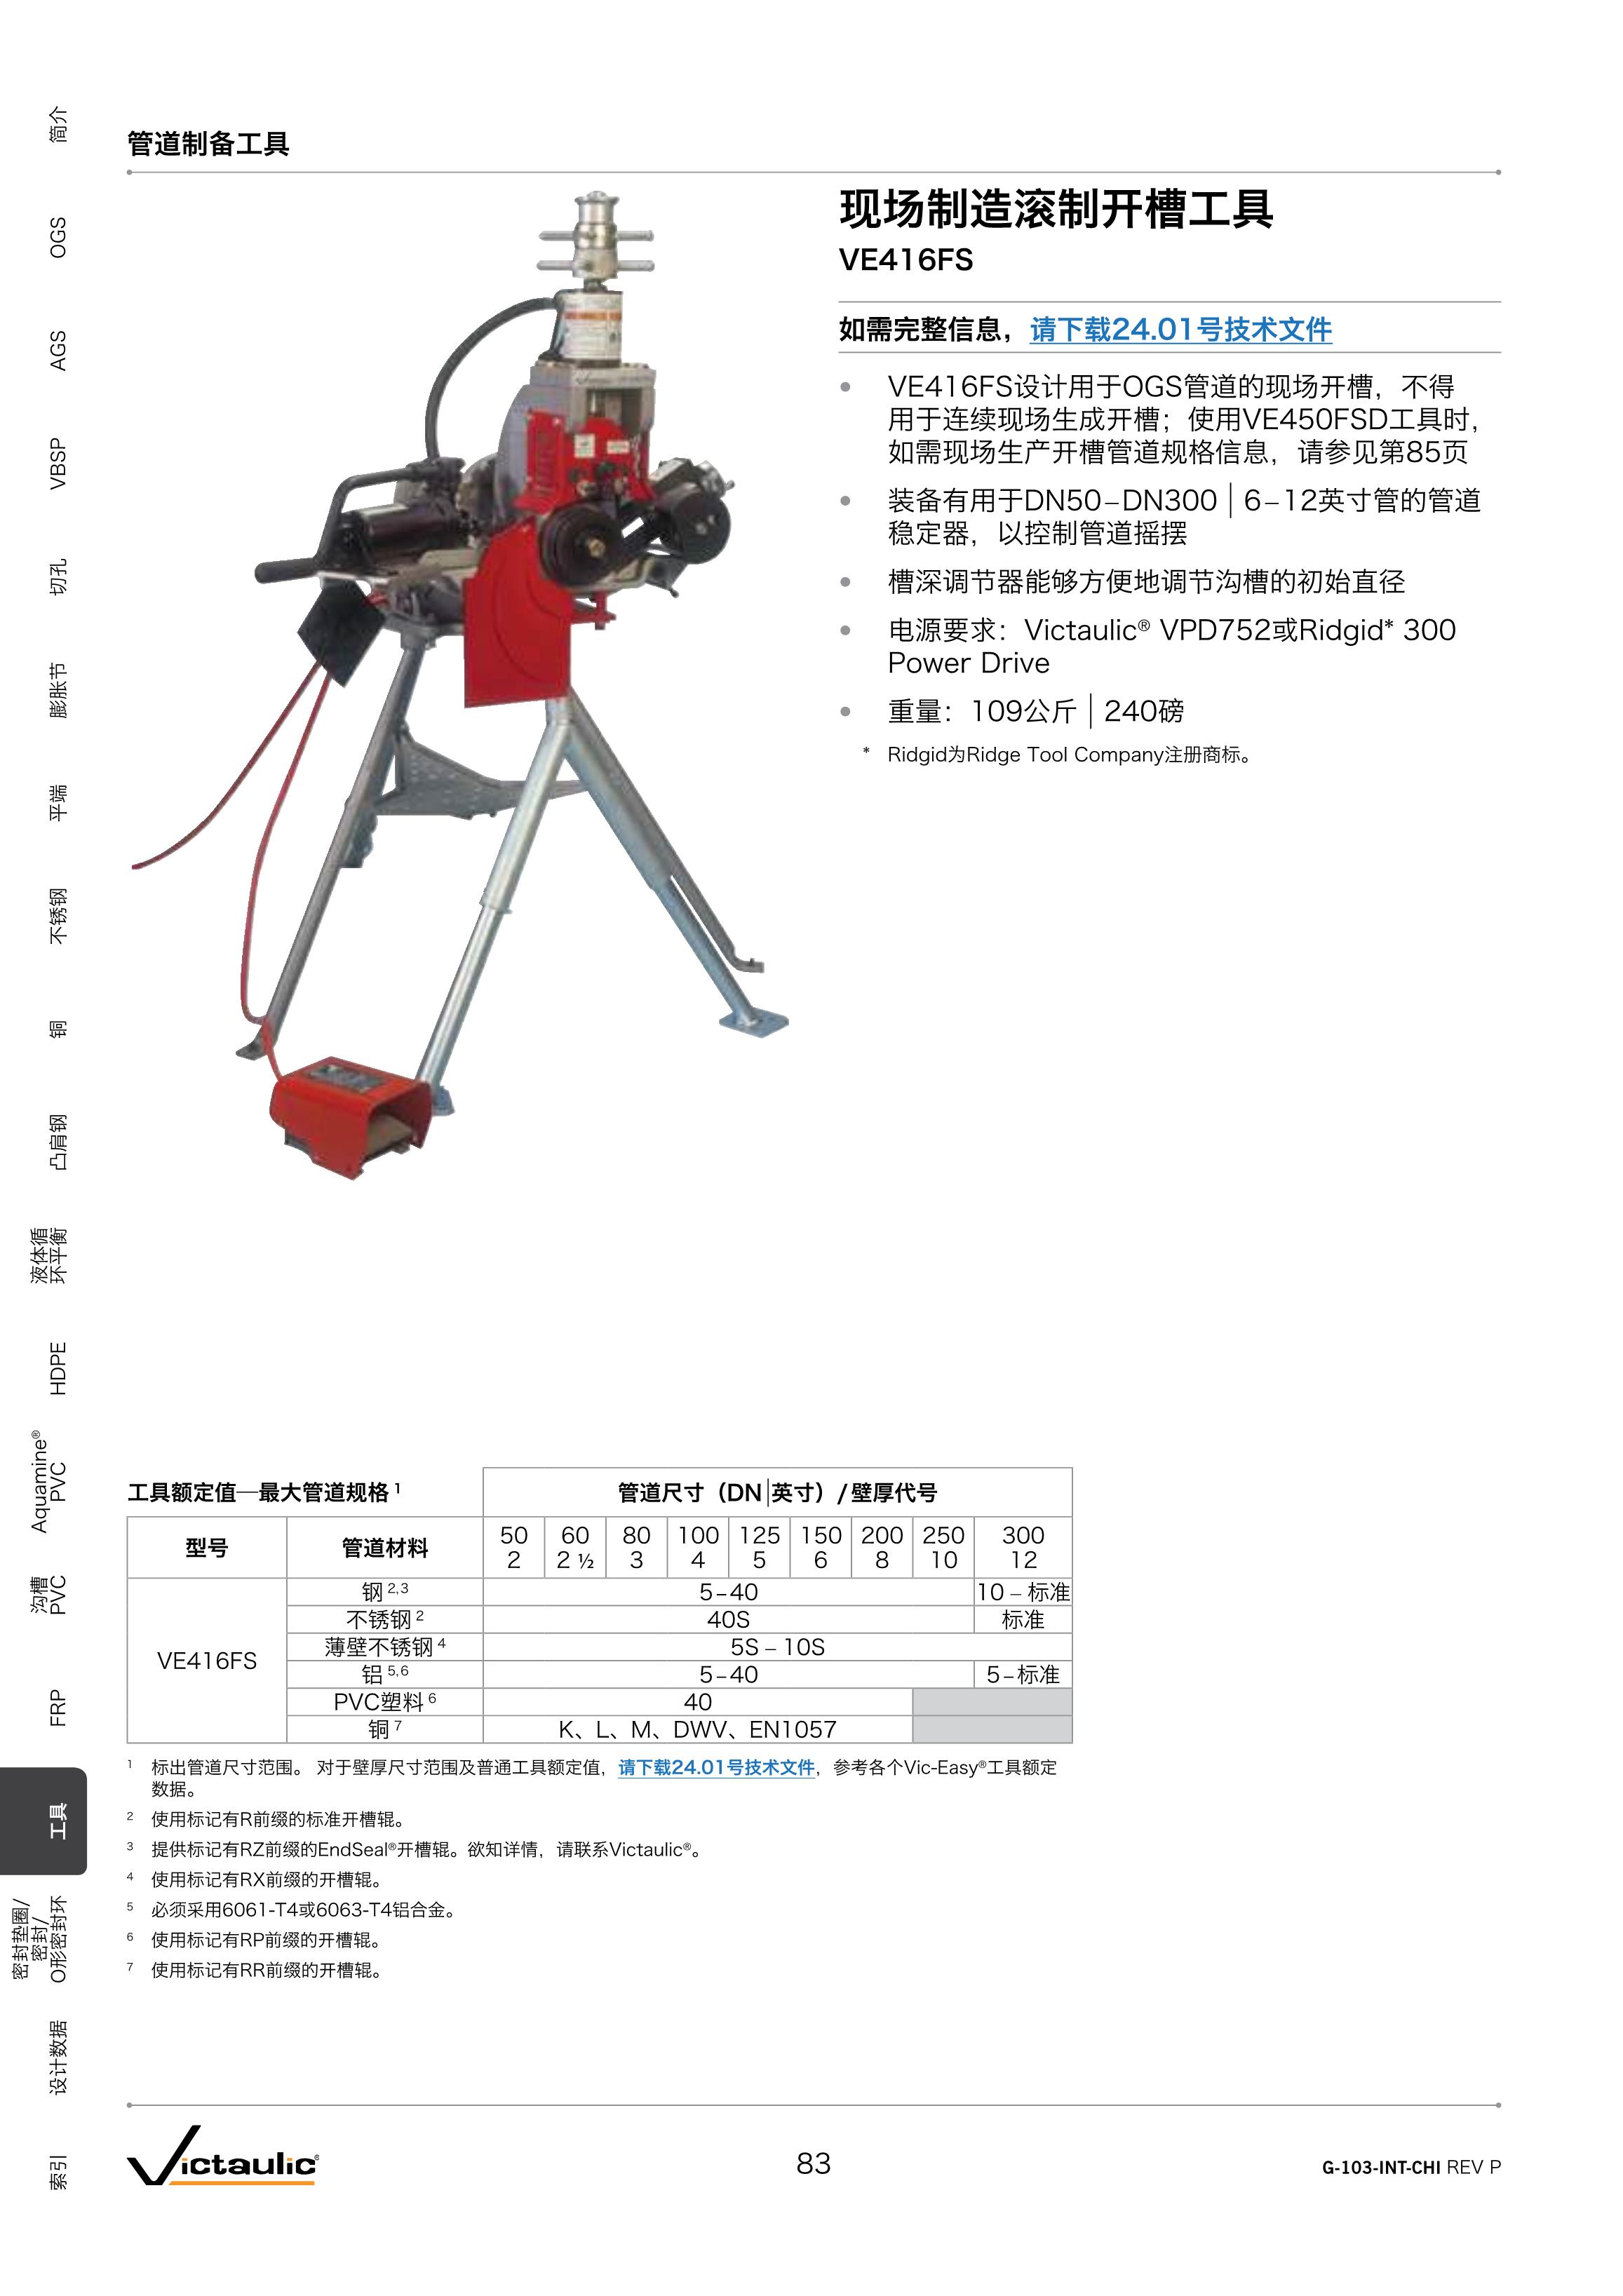 简介
OGS
AGS
VBSP
切孔
膨胀节
平端
不锈钢
铜
凸肩钢
液体循
环平衡
HDPE
Aquamine®
PVC
沟槽
PVC
FRP
工具
密封垫圈/
密封/
O形密封环
设计数据
索引
管道制备工具
现场制造滚制开槽工具
VE416FS
如需完整信息，请下载24.01号技术文件
• VE416FS设计用于OGS管道的现场开槽，不得
用于连续现场生成开槽；使用VE450FSD工具时，
如需现场生产开槽管道规格信息，请参见第85页
• 装备有用于DN50–DN300 | 6–12英寸管的管道
稳定器，以控制管道摇摆
• 槽深调节器能够方便地调节沟槽的初始直径
• 电源要求：Victaulic® VPD752或Ridgid* 300
Power Drive
• 重量：109公斤 | 240磅
* Ridgid为Ridge Tool Company注册商标。
工具额定值—最大管道规格 1 管道尺寸（DN|英寸）/壁厚代号
型号 管道材料 50 60 80 100 125 150 200 250 300
2 2 ½ 3 4 5 6 8 10 12
VE416FS
钢 2,3 5–40 10 – 标准
不锈钢 2 40S 标准
薄壁不锈钢 4 5S – 10S
铝 5,6 5–40 5–标准
PVC塑料 6 40
铜 7 K、L、M、DWV、EN1057
1 标出管道尺寸范围。 对于壁厚尺寸范围及普通工具额定值，请下载24.01号技术文件，参考各个Vic-Easy®工具额定
数据。
2 使用标记有R前缀的标准开槽辊。
3 提供标记有RZ前缀的EndSeal®开槽辊。欲知详情，请联系Victaulic®。
4 使用标记有RX前缀的开槽辊。
5 必须采用6061-T4或6063-T4铝合金。
6 使用标记有RP前缀的开槽辊。
7 使用标记有RR前缀的开槽辊。
Victaulic®
83
G-103-INT-CHI REV P